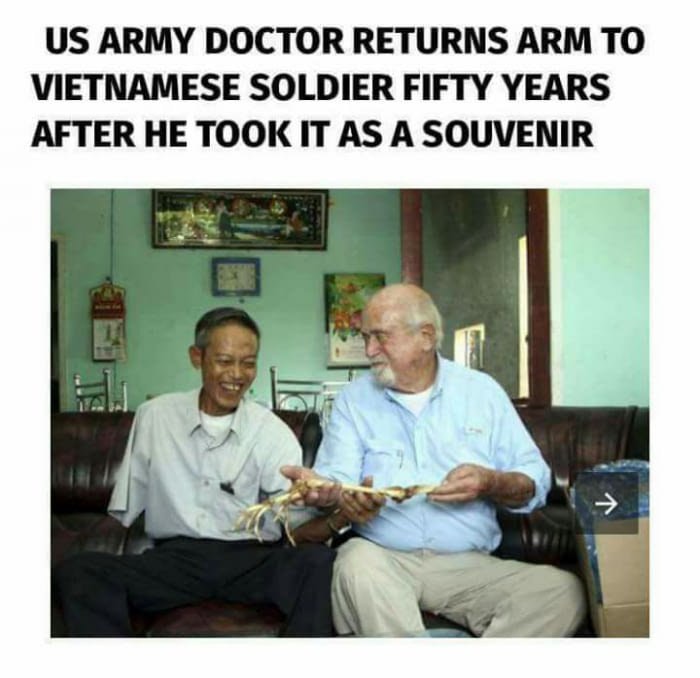 US ARMY DOCTOR RETURNS ARM TO
VIETNAMESE SOLDIER FIFTY YEARS
AFTER HE TOOK IT AS A SOUVENIR